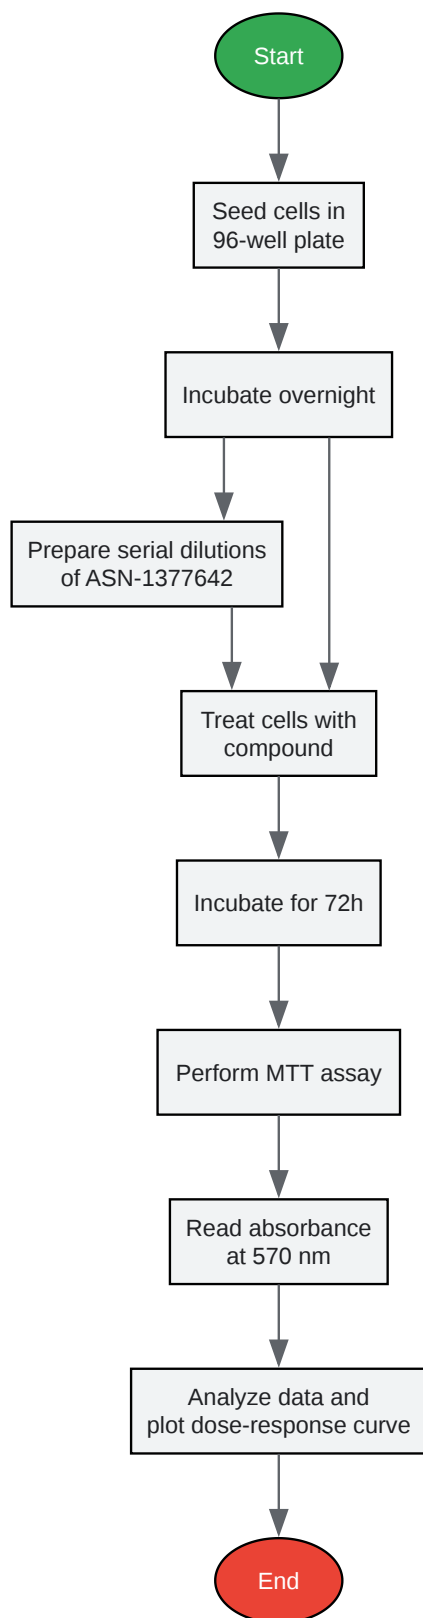 Start
Seed cells in
96-well plate
Incubate overnight
Prepare serial dilutions
of ASN-1377642
Treat cells with
compound
Incubate for 72h
Perform MTT assay
Read absorbance
at 570 nm
Analyze data and
plot dose-response curve
End